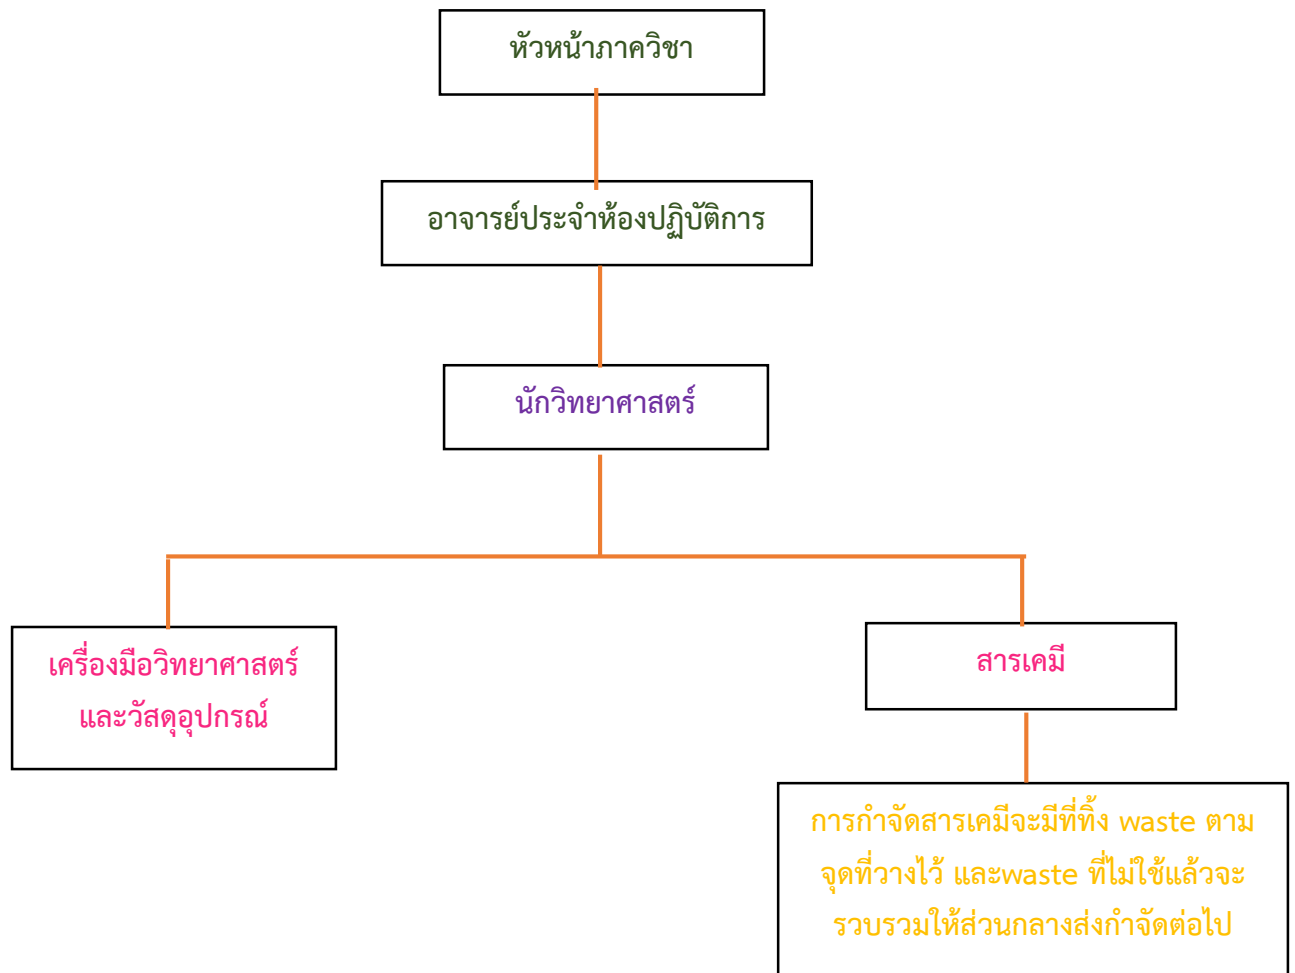 หัวหน้าภาควิชา
อาจารย์ประจำห้องปฏิบัติการ
นักวิทยาศาสตร์
เครื่องมือวิทยาศาสตร์
และวัสดุอุปกรณ์
สารเคมี
การกำจัดสารเคมีจะมีที่ทิ้ง waste ตาม
จุดที่วางไว้ และwaste ที่ไม่ใช้แล้วจะ
รวบรวมให้ส่วนกลางส่งกำจัดต่อไป